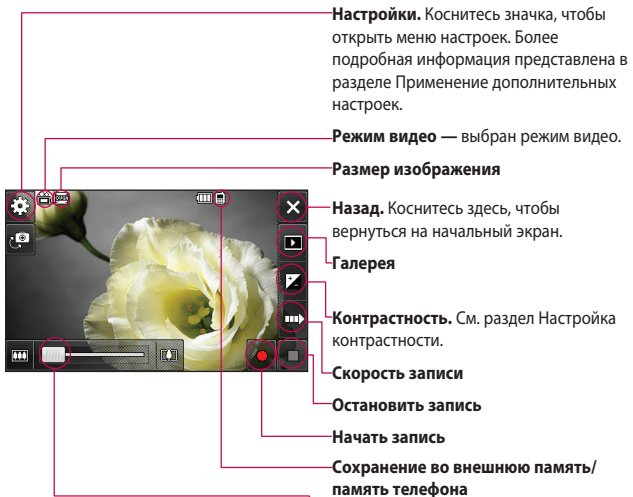 Настройки. Коснитесь значка, чтобы
открыть меню настроек. Более
подробная информация представлена в
разделе Применение дополнительных
настроек.
Режим видео — выбран режим видео.
Размер изображения
Назад. Коснитесь здесь, чтобы
вернуться на начальный экран.
Галерея
Контрастность. См. раздел Настройка
контрастности.
Скорость записи
Остановить запись
Начать запись
Сохранение во внешнюю память/
память телефона